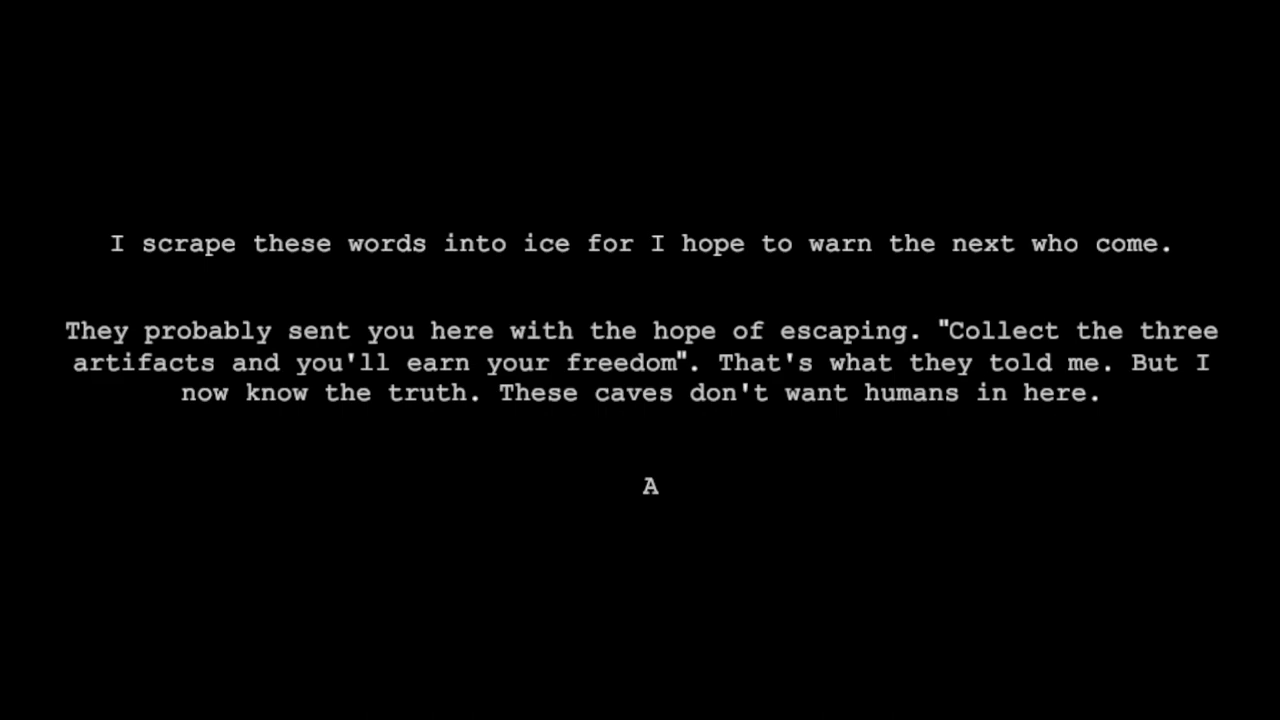 I scrape these words into ice for I hope to warn the next who come.
They probably sent you here with the hope of escaping. "Collect the three
artifacts and you'll earn your freedom". That's what they told me. But I
now know the truth. These caves don't want humans in here.
A